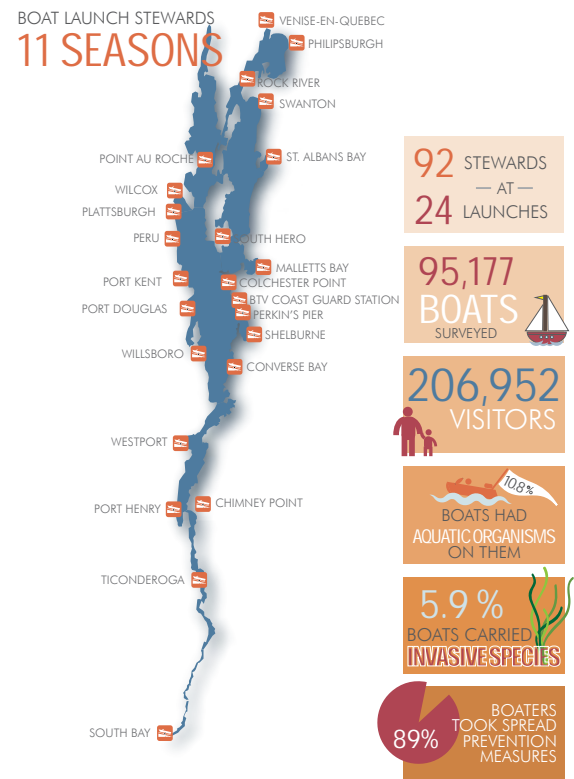 BOAT LAUNCH STEWARDS
11 SEASONS
VENISE-EN-QUEBEC
PHILIPSBURGH
ROCK RIVER
SWANTON
POINT AU ROCHE
ST. ALBANS BAY
WILCOX
PLATTSBURGH
PERU
SOUTH HERO
MALLETTS BAY
PORT KENT
COLCHESTER POINT
BTV COAST GUARD STATION
PORT DOUGLAS
PERKIN'S PIER
SHELBURNE
WILLSBORO
CONVERSE BAY
WESTPORT
PORT HENRY
CHIMNEY POINT
TICONDEROGA
SOUTH BAY
92 STEWARDS
— AT —
24 LAUNCHES
95,177
BOATS
SURVEYED
206,952
VISITORS
10.8%
BOATS HAD
AQUATIC ORGANISMS
ON THEM
5.9 %
BOATS CARRIED
INVASIVE SPECIES
89%
BOATERS
TOOK SPREAD
PREVENTION
MEASURES